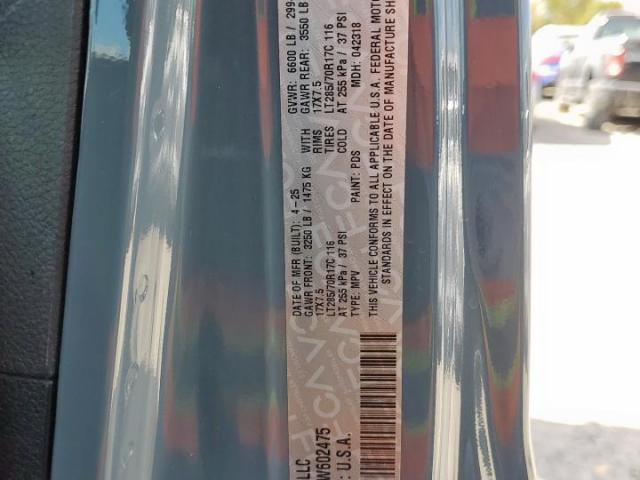 LLC
DATE OF MFR (BUILT): 4-25 GVWR: 6600 LB / 299
GAWR FRONT: 3250 LB / 1475 KG WITH GAWR REAR: 3550 LB
17X7.5 RIMS 17X7.5
LT285/70R17C 116 TIRES LT285/70R17C 116
AT 255 kPa / 37 PSI COLD AT 255 kPa / 37 PSI
TYPE: MPV PAINT: PDS MDH: 042318
THIS VEHICLE CONFORMS TO ALL APPLICABLE U.S.A. FEDERAL MOTOR
STANDARDS IN EFFECT ON THE DATE OF MANUFACTURE SH
W602475
: U.S.A.